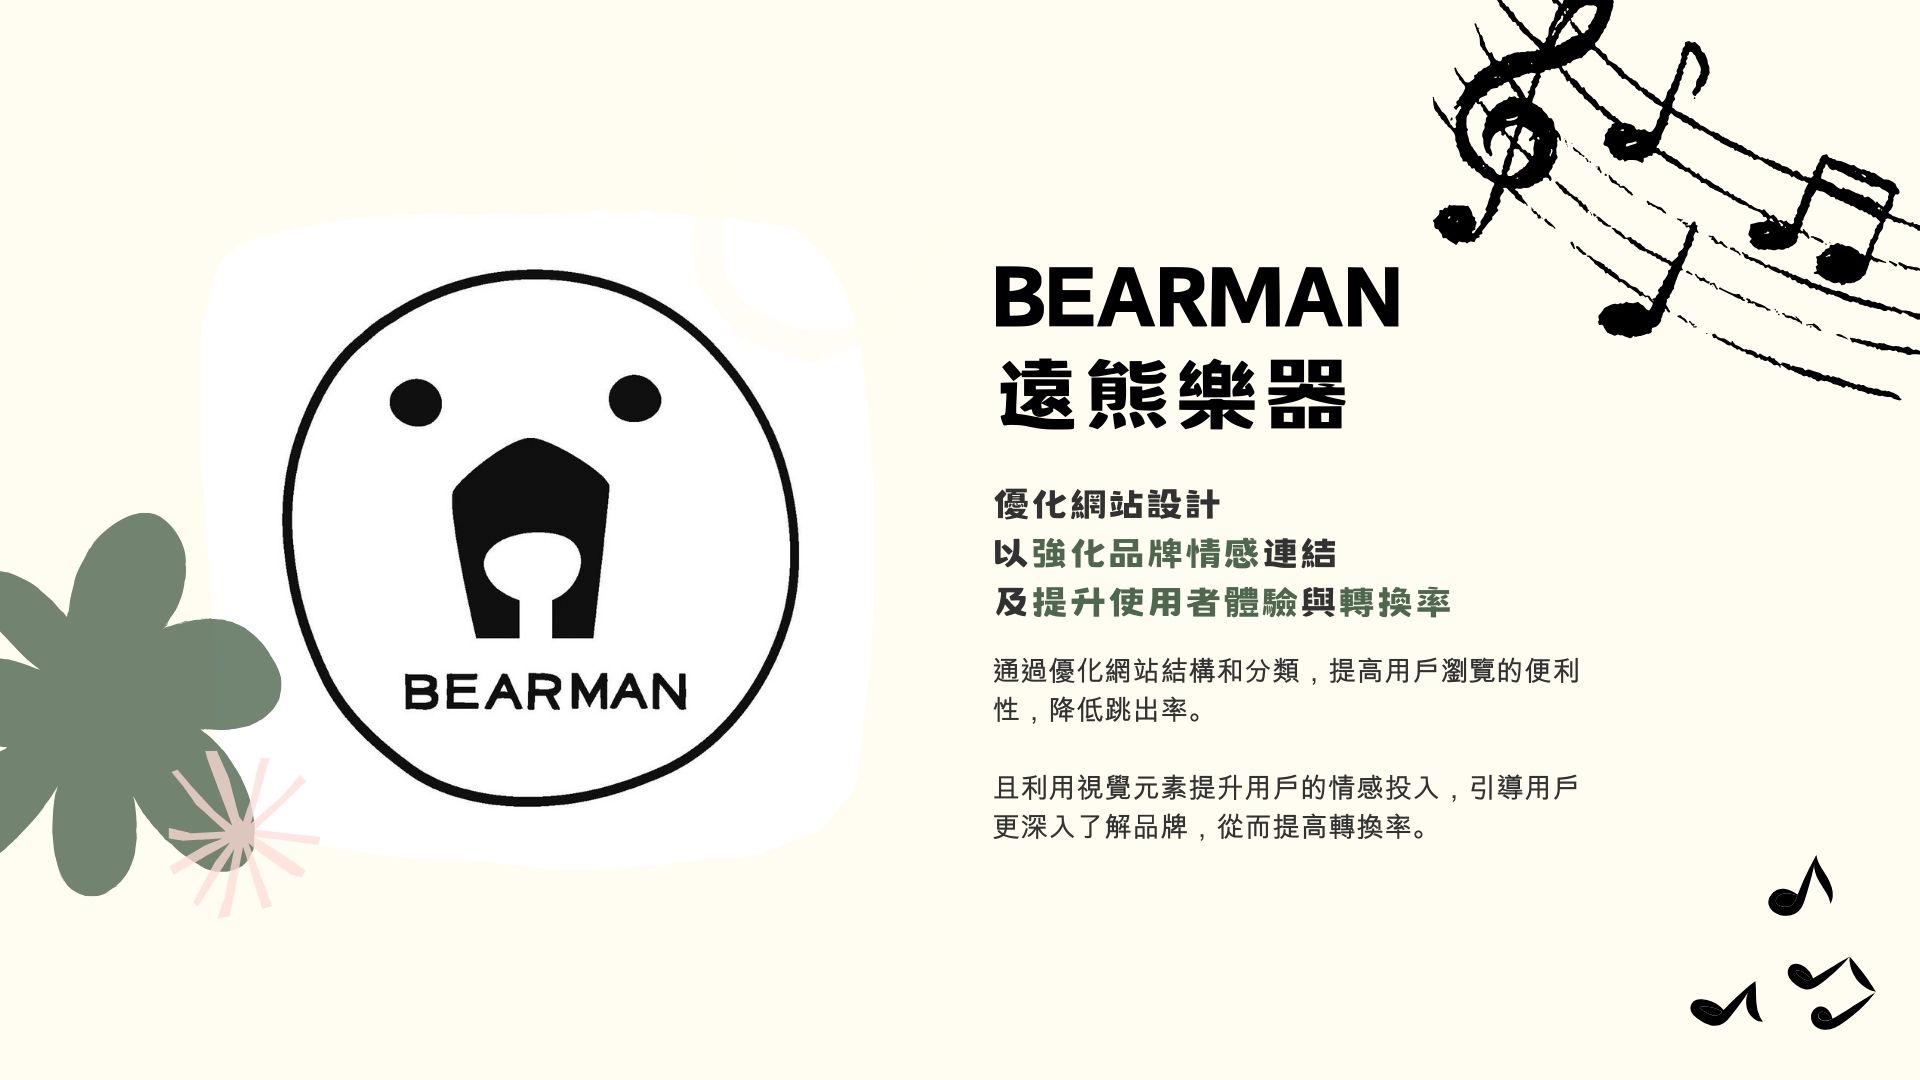 BEARMAN
BEARMAN
遠熊樂器
優化網站設計
以強化品牌情感連結
及提升使用者體驗與轉換率
通過優化網站結構和分類，提高用戶瀏覽的便利
性，降低跳出率。
且利用視覺元素提升用戶的情感投入，引導用戶
更深入了解品牌，從而提高轉換率。